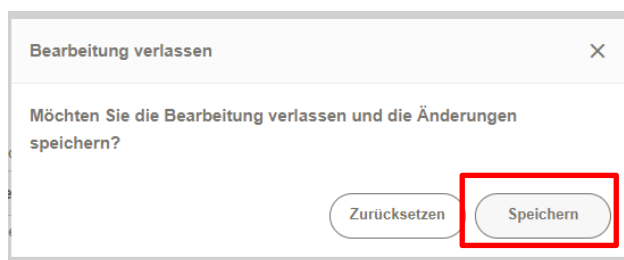 Bearbeitung verlassen
Möchten Sie die Bearbeitung verlassen und die Änderungen
speichern?
Zurücksetzen Speichern